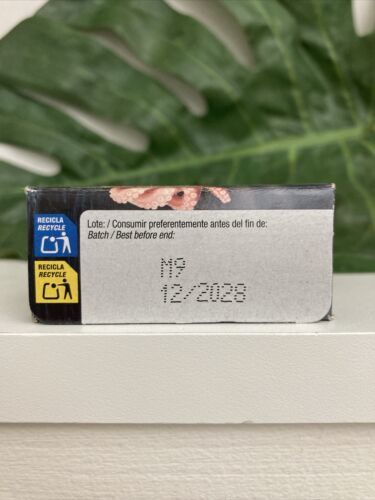 RECICLA
RECYCLE
RECICLA
RECYCLE
Lote: / Consumir preferentemente antes del fin de:
Batch / Best before end:
M9
12/2028